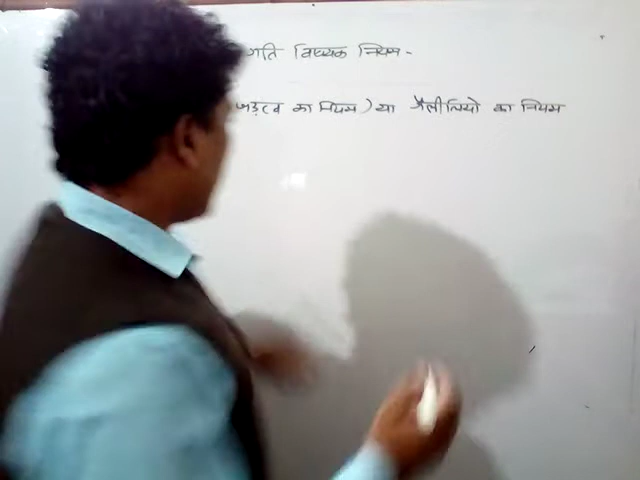 गति विषयक नियम -
जड़त्व का नियम) या गैलीलियो का नियम